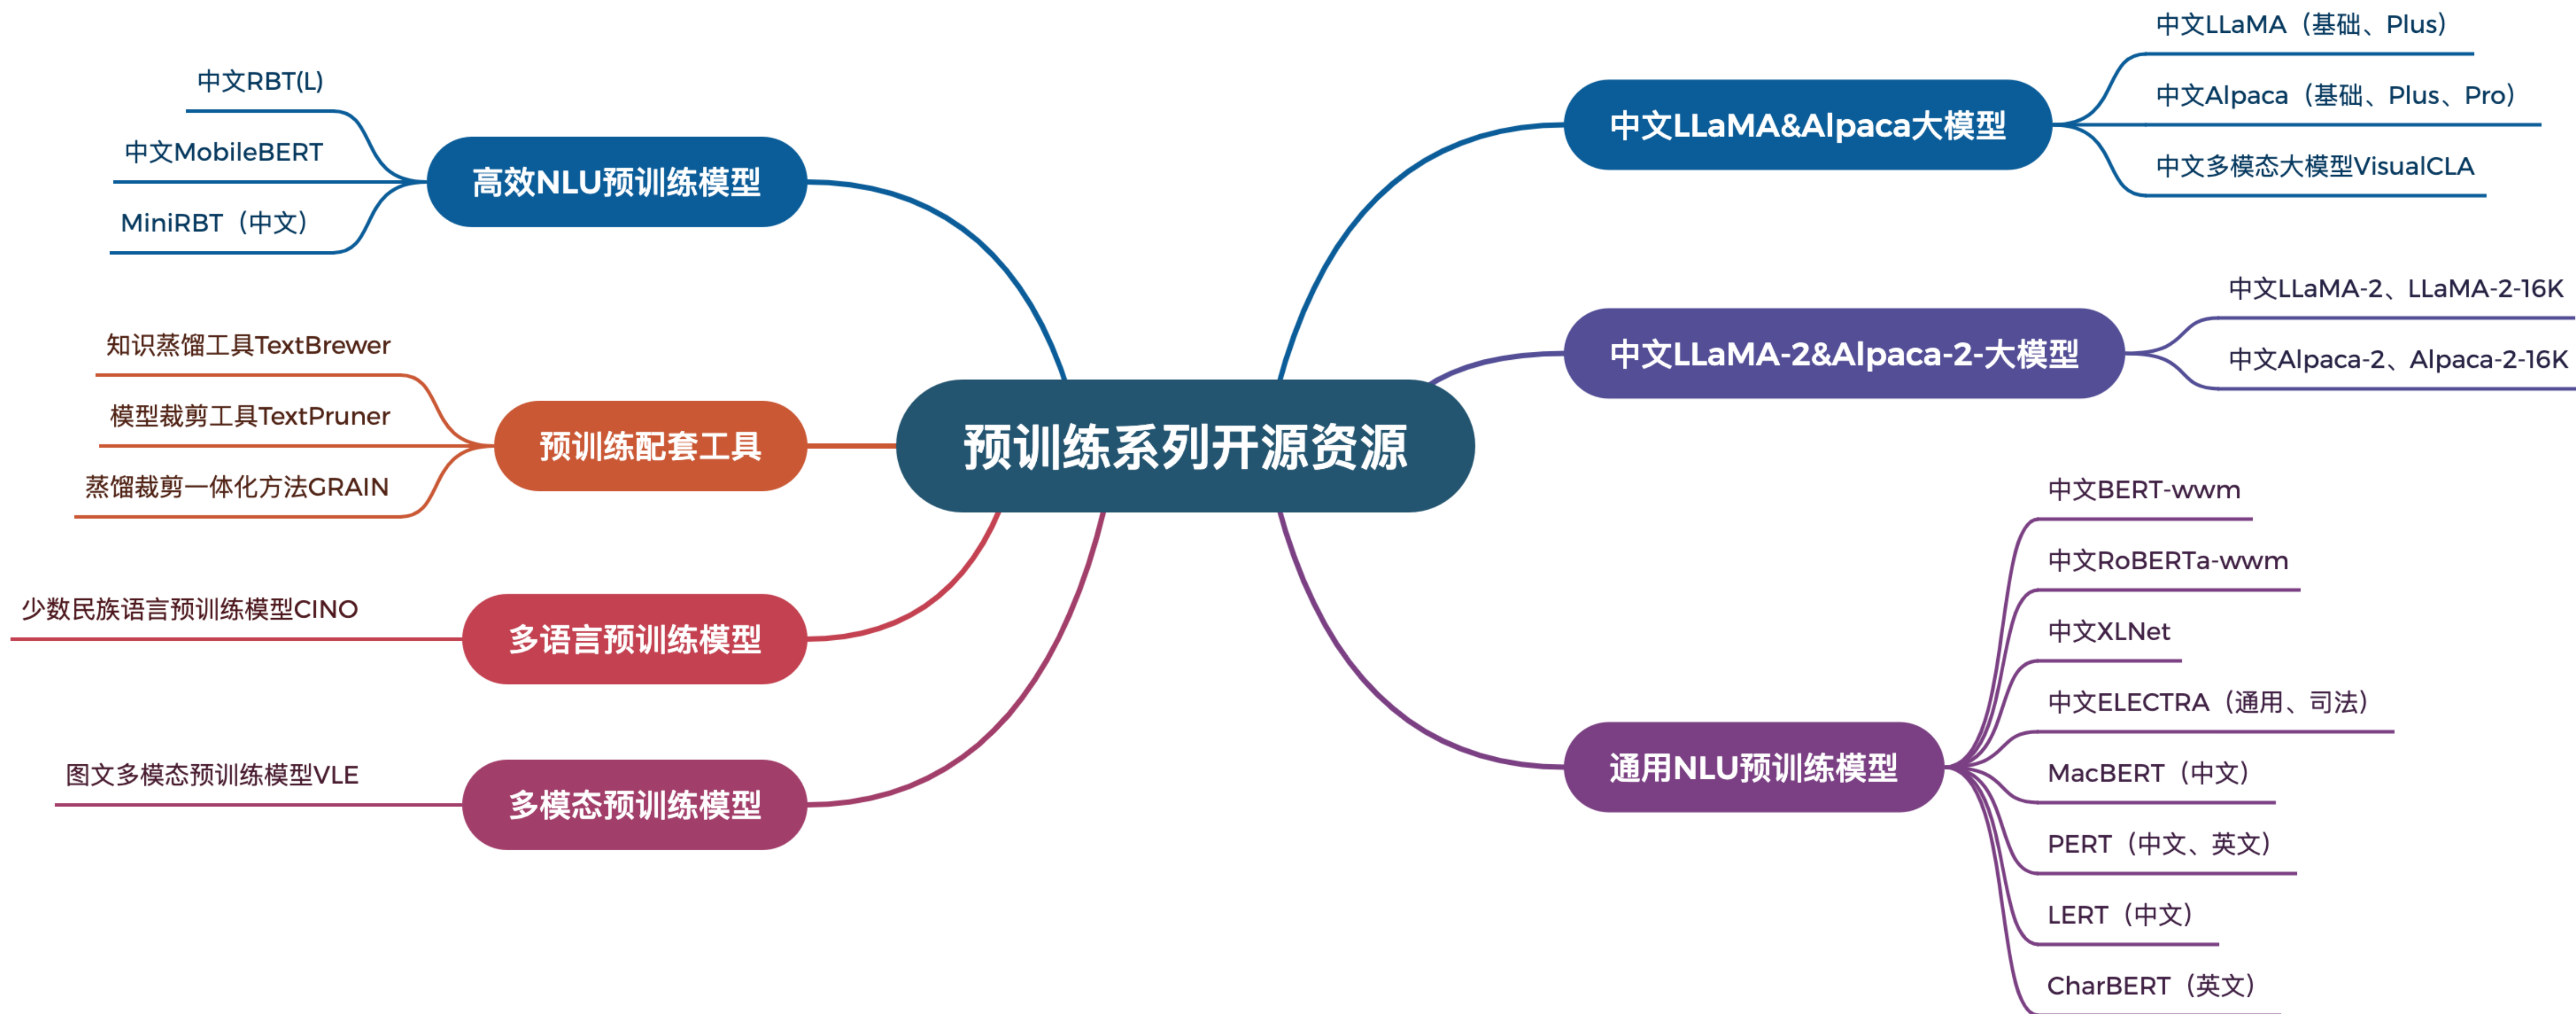 预训练系列开源资源
高效NLU预训练模型
中文RBT(L)
中文MobileBERT
MiniRBT（中文）
预训练配套工具
知识蒸馏工具TextBrewer
模型裁剪工具TextPruner
蒸馏裁剪一体化方法GRAIN
多语言预训练模型
少数民族语言预训练模型CINO
多模态预训练模型
图文多模态预训练模型VLE
中文LLaMA&Alpaca大模型
中文LLaMA（基础、Plus）
中文Alpaca（基础、Plus、Pro）
中文多模态大模型VisualCLA
中文LLaMA-2&Alpaca-2-大模型
中文LLaMA-2、LLaMA-2-16K
中文Alpaca-2、Alpaca-2-16K
通用NLU预训练模型
中文BERT-wwm
中文RoBERTa-wwm
中文XLNet
中文ELECTRA（通用、司法）
MacBERT（中文）
PERT（中文、英文）
LERT（中文）
CharBERT（英文）